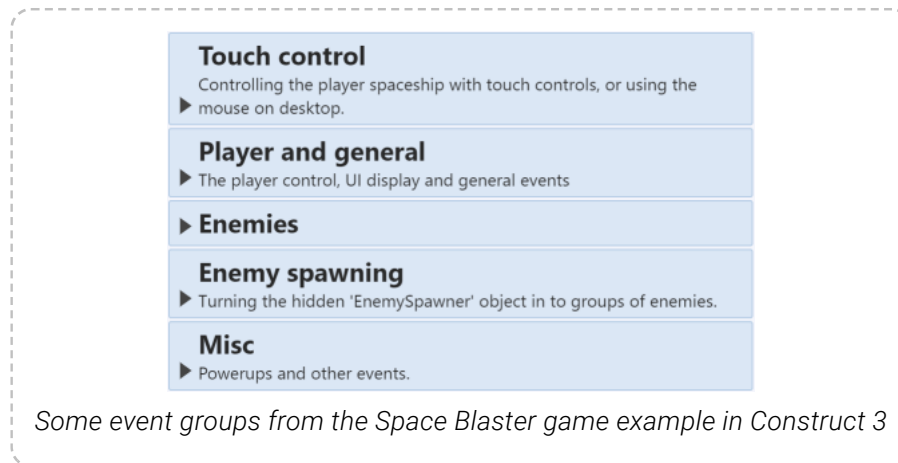 Touch control
Controlling the player spaceship with touch controls, or using the
mouse on desktop.
Player and general
The player control, UI display and general events
Enemies
Enemy spawning
Turning the hidden 'EnemySpawner' object in to groups of enemies.
Misc
Powerups and other events.
Some event groups from the Space Blaster game example in Construct 3